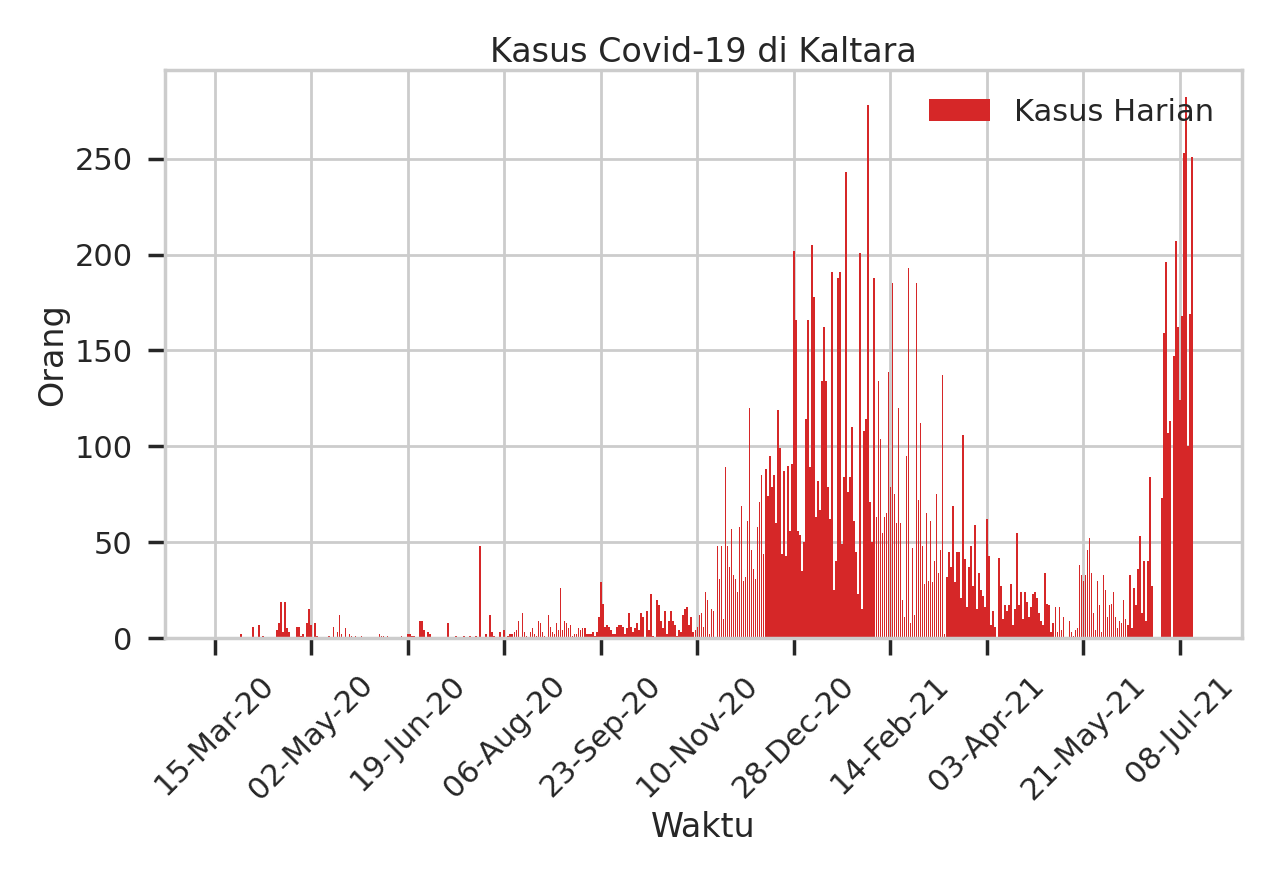 Kasus Covid-19 di Kaltara
Kasus Harian
Orang
250
200
150
100
50
0
15-Mar-20
02-May-20
19-Jun-20
06-Aug-20
23-Sep-20
10-Nov-20
28-Dec-20
14-Feb-21
03-Apr-21
21-May-21
08-Jul-21
Waktu